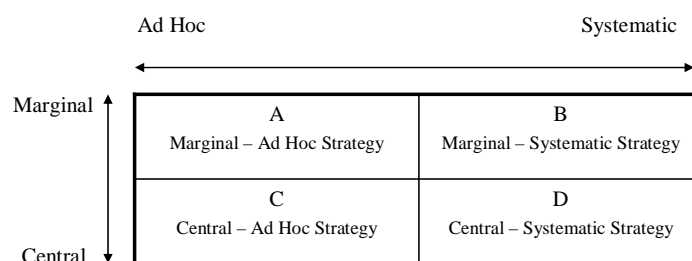 Ad Hoc Systematic
Marginal
A B
Marginal – Ad Hoc Strategy Marginal – Systematic Strategy
C D
Central – Ad Hoc Strategy Central – Systematic Strategy
Central